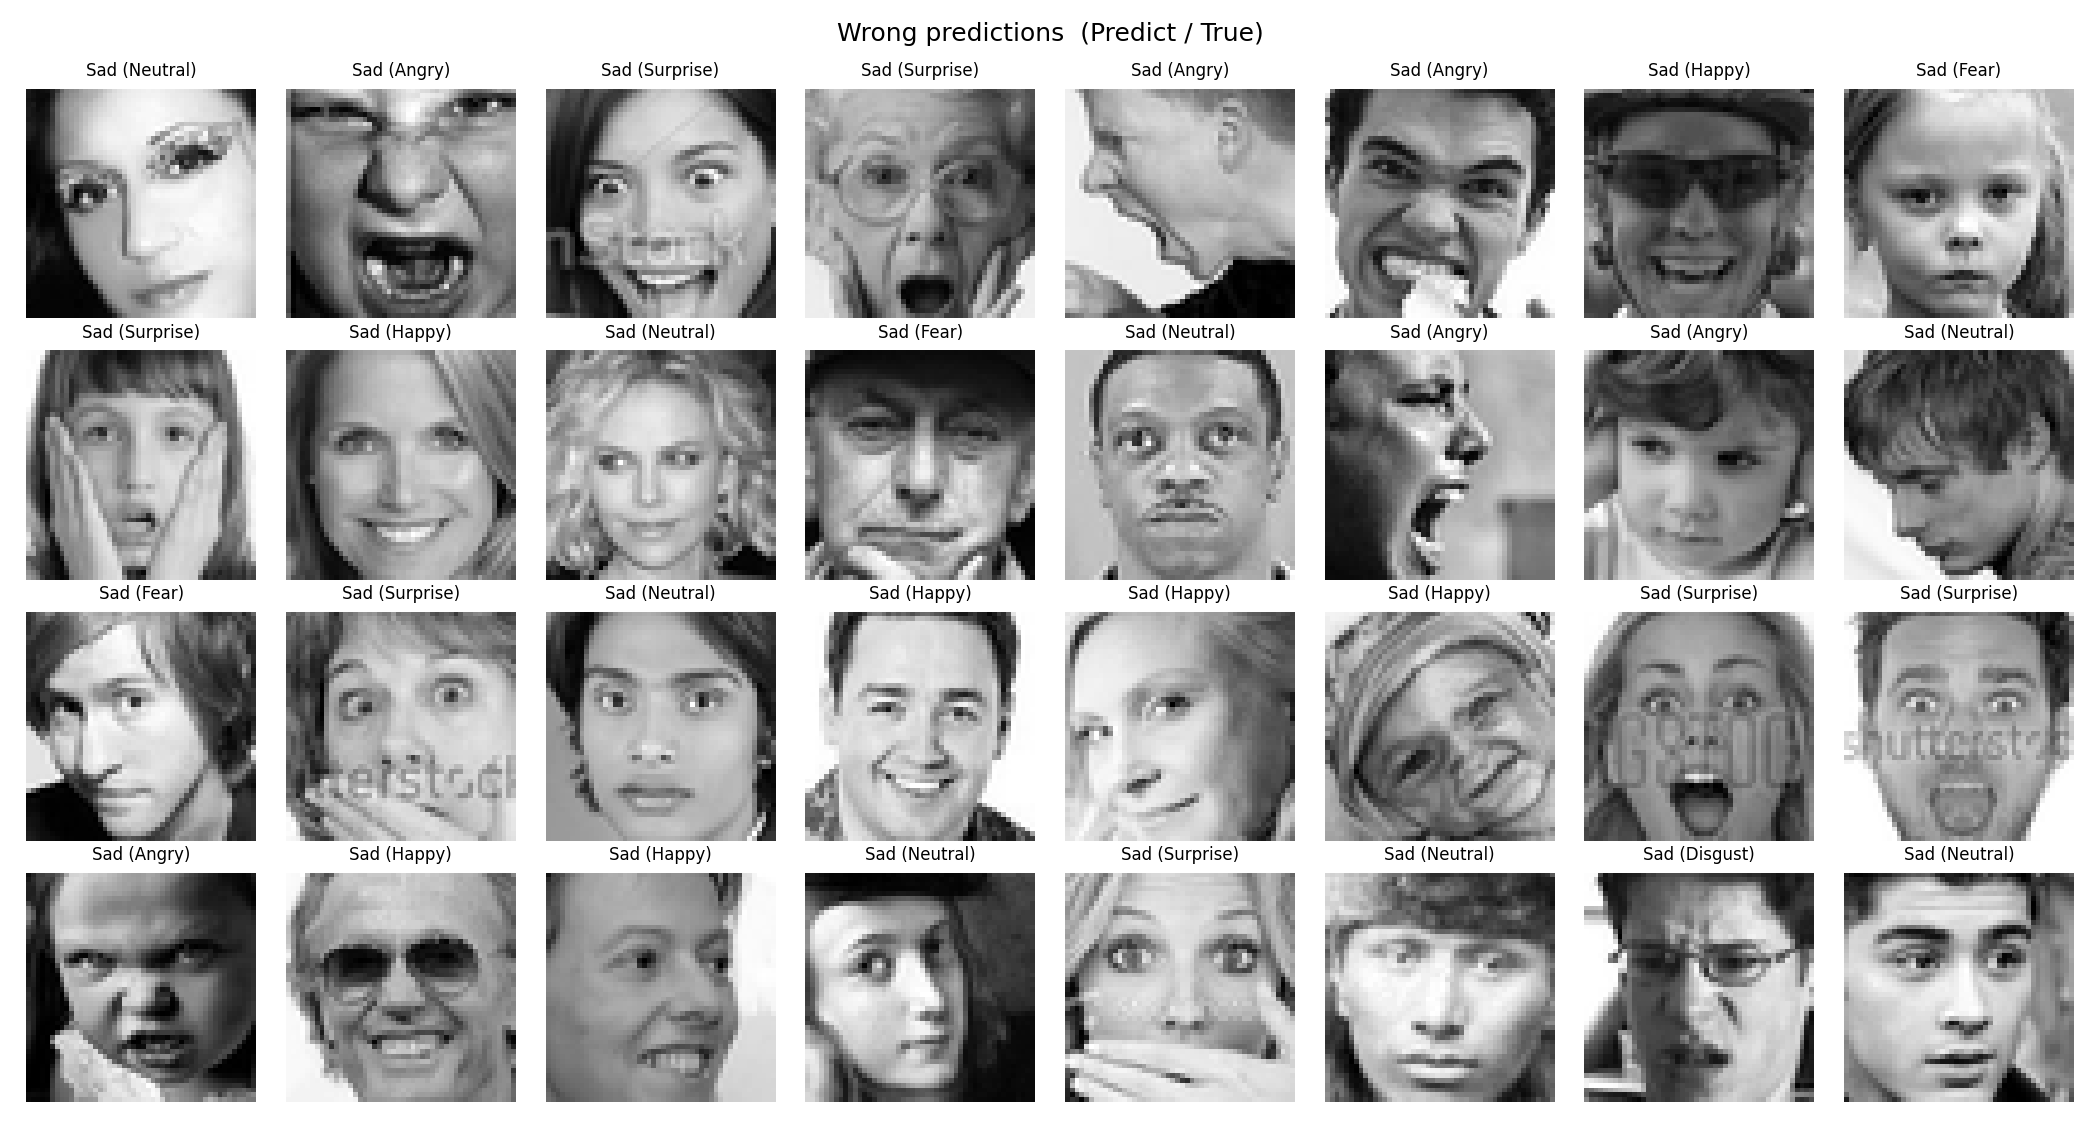 Wrong predictions  (Predict / True)
Sad (Neutral)
Sad (Angry)
Sad (Surprise)
Sad (Surprise)
Sad (Angry)
Sad (Angry)
Sad (Happy)
Sad (Fear)
Sad (Surprise)
Sad (Happy)
Sad (Neutral)
Sad (Fear)
Sad (Neutral)
Sad (Angry)
Sad (Angry)
Sad (Neutral)
Sad (Fear)
Sad (Surprise)
Sad (Neutral)
Sad (Happy)
Sad (Happy)
Sad (Happy)
Sad (Surprise)
Sad (Surprise)
terstock
shuttersto
Sad (Angry)
Sad (Happy)
Sad (Happy)
Sad (Neutral)
Sad (Surprise)
Sad (Neutral)
Sad (Disgust)
Sad (Neutral)